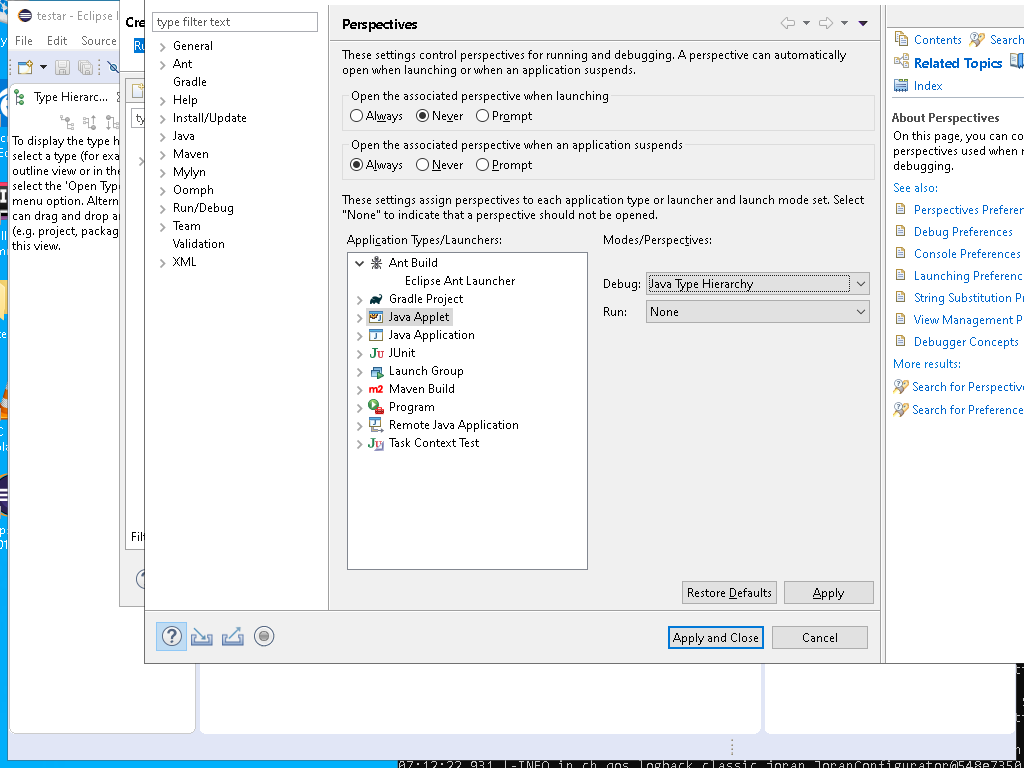 testar - Eclipse I
File Edit Source
Type Hierarc...
To display the type h
select a type (for exa
outline view or in the
select the 'Open Type
menu option. Altern
can drag and drop a
(e.g. project, packag
this view.
Cre
type filter text
General
Ant
Gradle
Help
Install/Update
Java
Maven
Mylyn
Oomph
Run/Debug
Team
Validation
XML
Perspectives
These settings control perspectives for running and debugging. A perspective can automatically
open when launching or when an application suspends.
Open the associated perspective when launching
Always Never Prompt
Open the associated perspective when an application suspends
Always Never Prompt
These settings assign perspectives to each application type or launcher and launch mode set. Select
"None" to indicate that a perspective should not be opened.
Application Types/Launchers:
Ant Build
Eclipse Ant Launcher
Gradle Project
Java Applet
Java Application
JUnit
Launch Group
Maven Build
Program
Remote Java Application
Task Context Test
Modes/Perspectives:
Debug: Java Type Hierarchy
Run: None
Restore Defaults Apply
Apply and Close Cancel
Contents Search
Related Topics
Index
About Perspectives
On this page, you can co
perspectives used when r
debugging.
See also:
Perspectives Preferen
Debug Preferences
Console Preferences
Launching Preferenc
String Substitution Pr
View Management P
Debugger Concepts
More results:
Search for Perspectiv
Search for Preference
Filt
07:12:22,931 |-INFO in ch.qos.logback.classic.joran.JoranConfigurator@548e7350